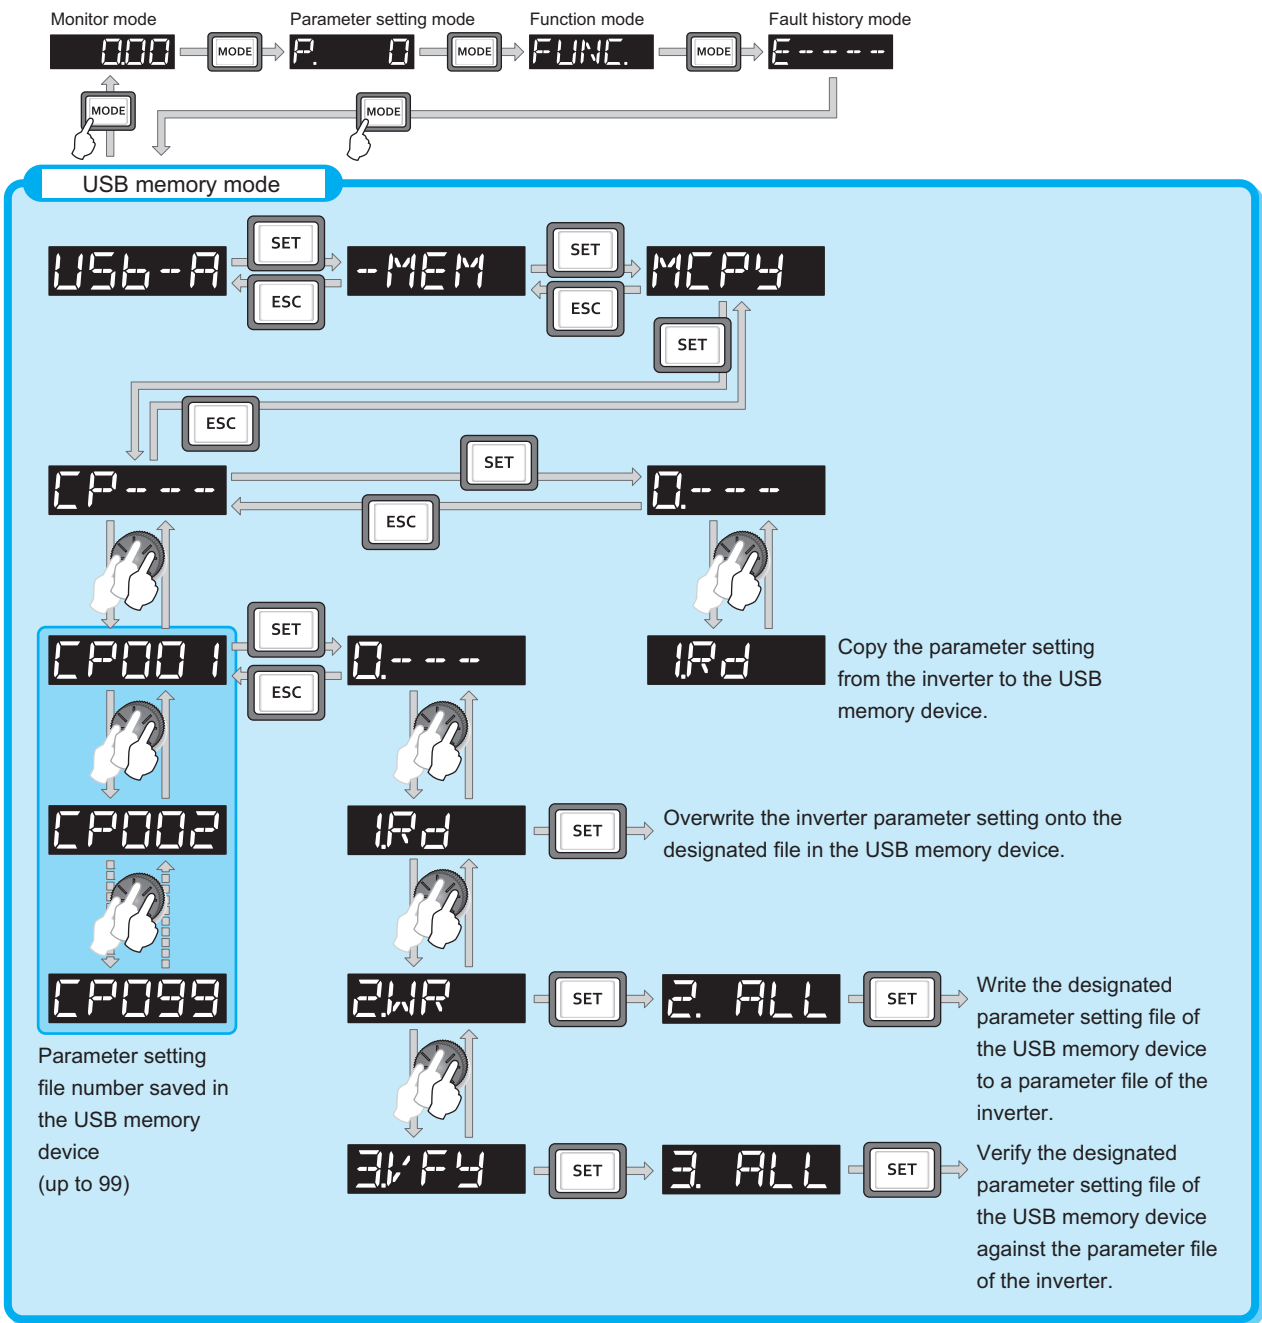 Monitor mode Parameter setting mode Function mode Fault history mode
0.00 MODE P. 0 MODE FUNC. MODE E----
MODE MODE
USB memory mode
USb-A SET ESC -MEM SET ESC MCPY
SET
ESC
CP--- SET ESC 0.---
CP001 SET ESC 0.---
1.Rd
Copy the parameter setting
from the inverter to the USB
memory device.
CP002
1.Rd SET
Overwrite the inverter parameter setting onto the
designated file in the USB memory device.
CP099
2.WR SET 2. ALL SET
Write the designated
parameter setting file of
the USB memory device
to a parameter file of the
inverter.
Parameter setting
file number saved in
the USB memory
device
(up to 99)
3.VFY SET 3. ALL SET
Verify the designated
parameter setting file of
the USB memory device
against the parameter file
of the inverter.